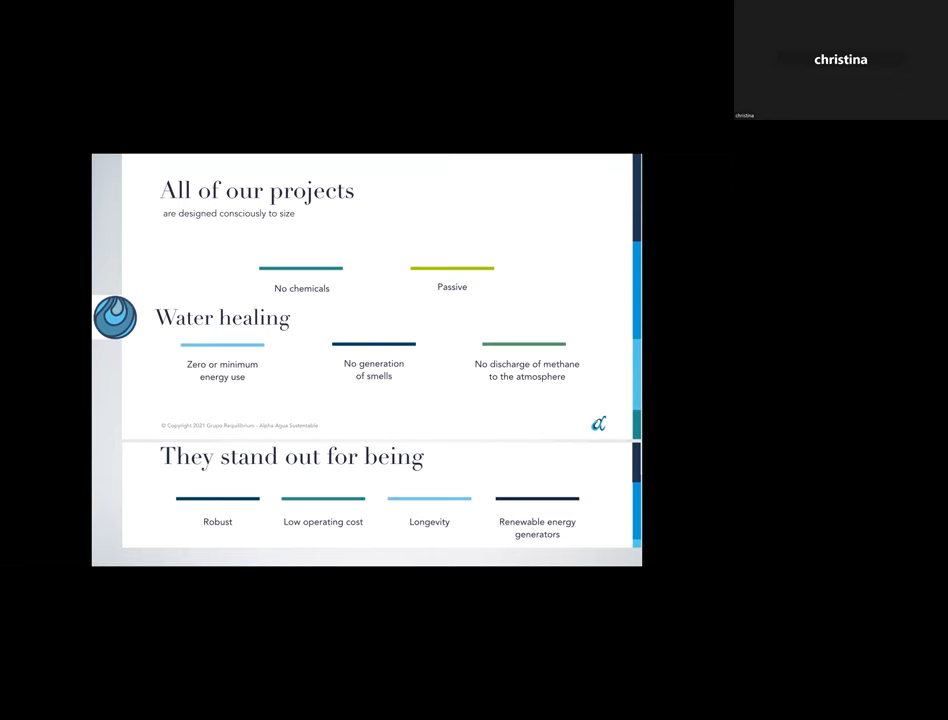 christina
christina
All of our projects
are designed consciously to size
No chemicals
Passive
Water healing
Zero or minimum
energy use
No generation
of smells
No discharge of methane
to the atmosphere
© Copyright 2021 Grupo Requilibrium - Alpha Agua Sustentable
They stand out for being
Robust
Low operating cost
Longevity
Renewable energy
generators